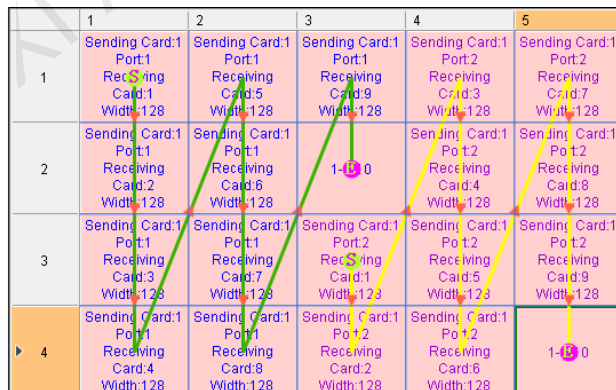 1
2
3
4
5
1
Sending Card:1
Port:1
Receiving
Card:1
Width:128
Sending Card:1
Port:1
Receiving
Card:5
Width:128
Sending Card:1
Port:1
Receiving
Card:9
Width:128
Sending Card:1
Port:2
Receiving
Card:3
Width:128
Sending Card:1
Port:2
Receiving
Card:7
Width:128
2
Sending Card:1
Port:1
Receiving
Card:2
Width:128
Sending Card:1
Port:1
Receiving
Card:6
Width:128
1-E 0
Sending Card:1
Port:2
Receiving
Card:4
Width:128
Sending Card:1
Port:2
Receiving
Card:8
Width:128
3
Sending Card:1
Port:1
Receiving
Card:3
Width:128
Sending Card:1
Port:1
Receiving
Card:7
Width:128
Sending Card:1
Port:2
Receiving
Card:1
Width:128
Sending Card:1
Port:2
Receiving
Card:5
Width:128
Sending Card:1
Port:2
Receiving
Card:9
Width:128
4
Sending Card:1
Port:1
Receiving
Card:4
Width:128
Sending Card:1
Port:1
Receiving
Card:8
Width:128
Sending Card:1
Port:2
Receiving
Card:2
Width:128
Sending Card:1
Port:2
Receiving
Card:6
Width:128
1-E 0